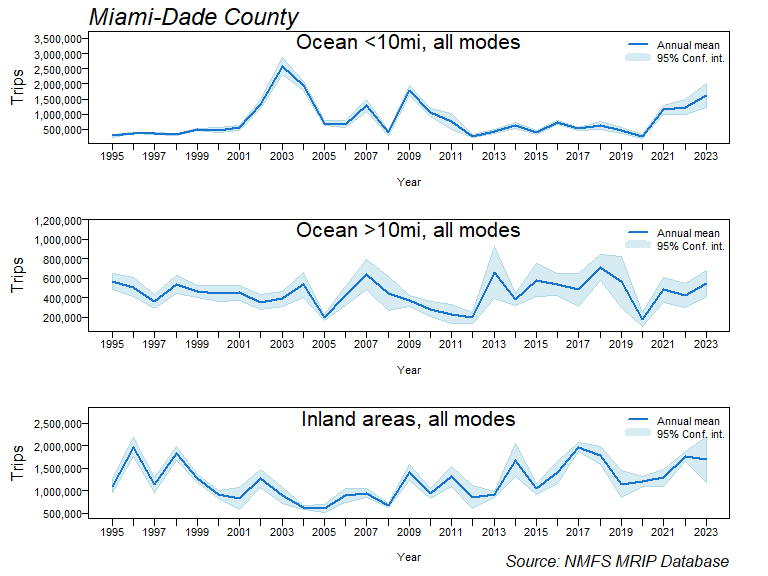 Miami-Dade County
Ocean <10mi, all modes
Annual mean
95% Conf. int.
Trips
3,500,000
3,000,000
2,500,000
2,000,000
1,500,000
1,000,000
500,000
1995 1997 1999 2001 2003 2005 2007 2009 2011 2013 2015 2017 2019 2021 2023
Year
Ocean >10mi, all modes
Annual mean
95% Conf. int.
Trips
1,200,000
1,000,000
800,000
600,000
400,000
200,000
1995 1997 1999 2001 2003 2005 2007 2009 2011 2013 2015 2017 2019 2021 2023
Year
Inland areas, all modes
Annual mean
95% Conf. int.
Trips
2,500,000
2,000,000
1,500,000
1,000,000
500,000
1995 1997 1999 2001 2003 2005 2007 2009 2011 2013 2015 2017 2019 2021 2023
Year
Source: NMFS MRIP Database